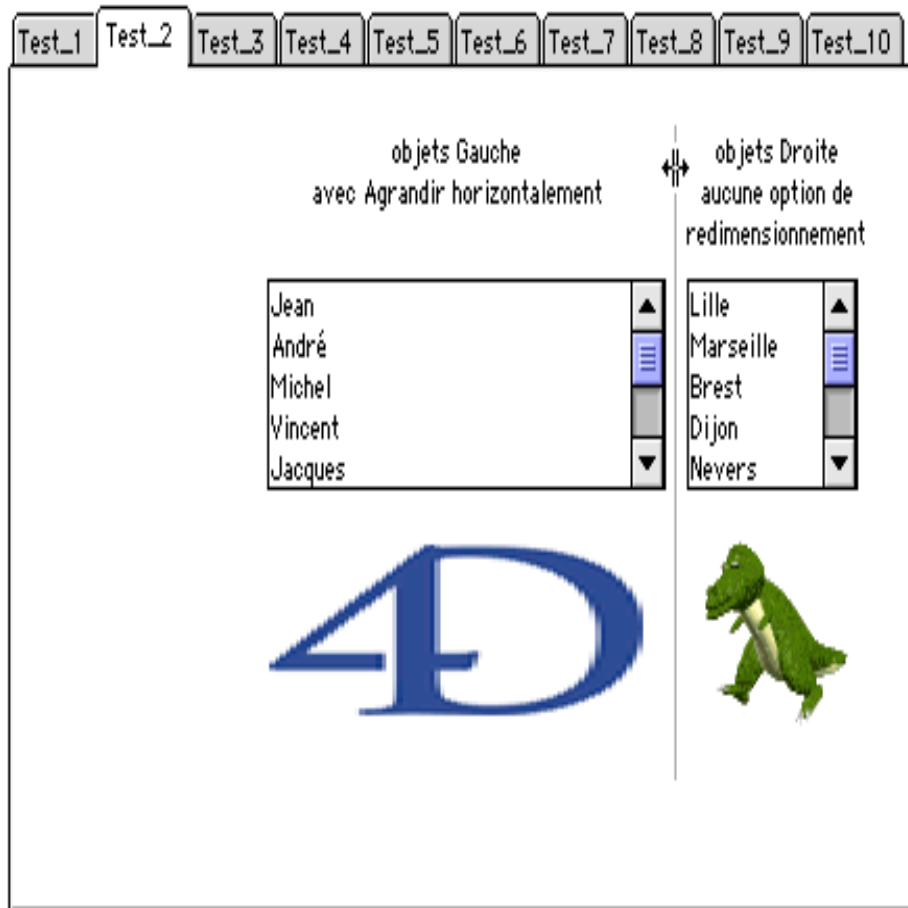 Test_1 Test_2 Test_3 Test_4 Test_5 Test_6 Test_7 Test_8 Test_9 Test_10
objets Gauche
avec Agrandir horizontalement
objets Droite
aucune option de
redimensionnement
Jean
André
Michel
Vincent
Jacques
Lille
Marseille
Brest
Dijon
Nevers
4D